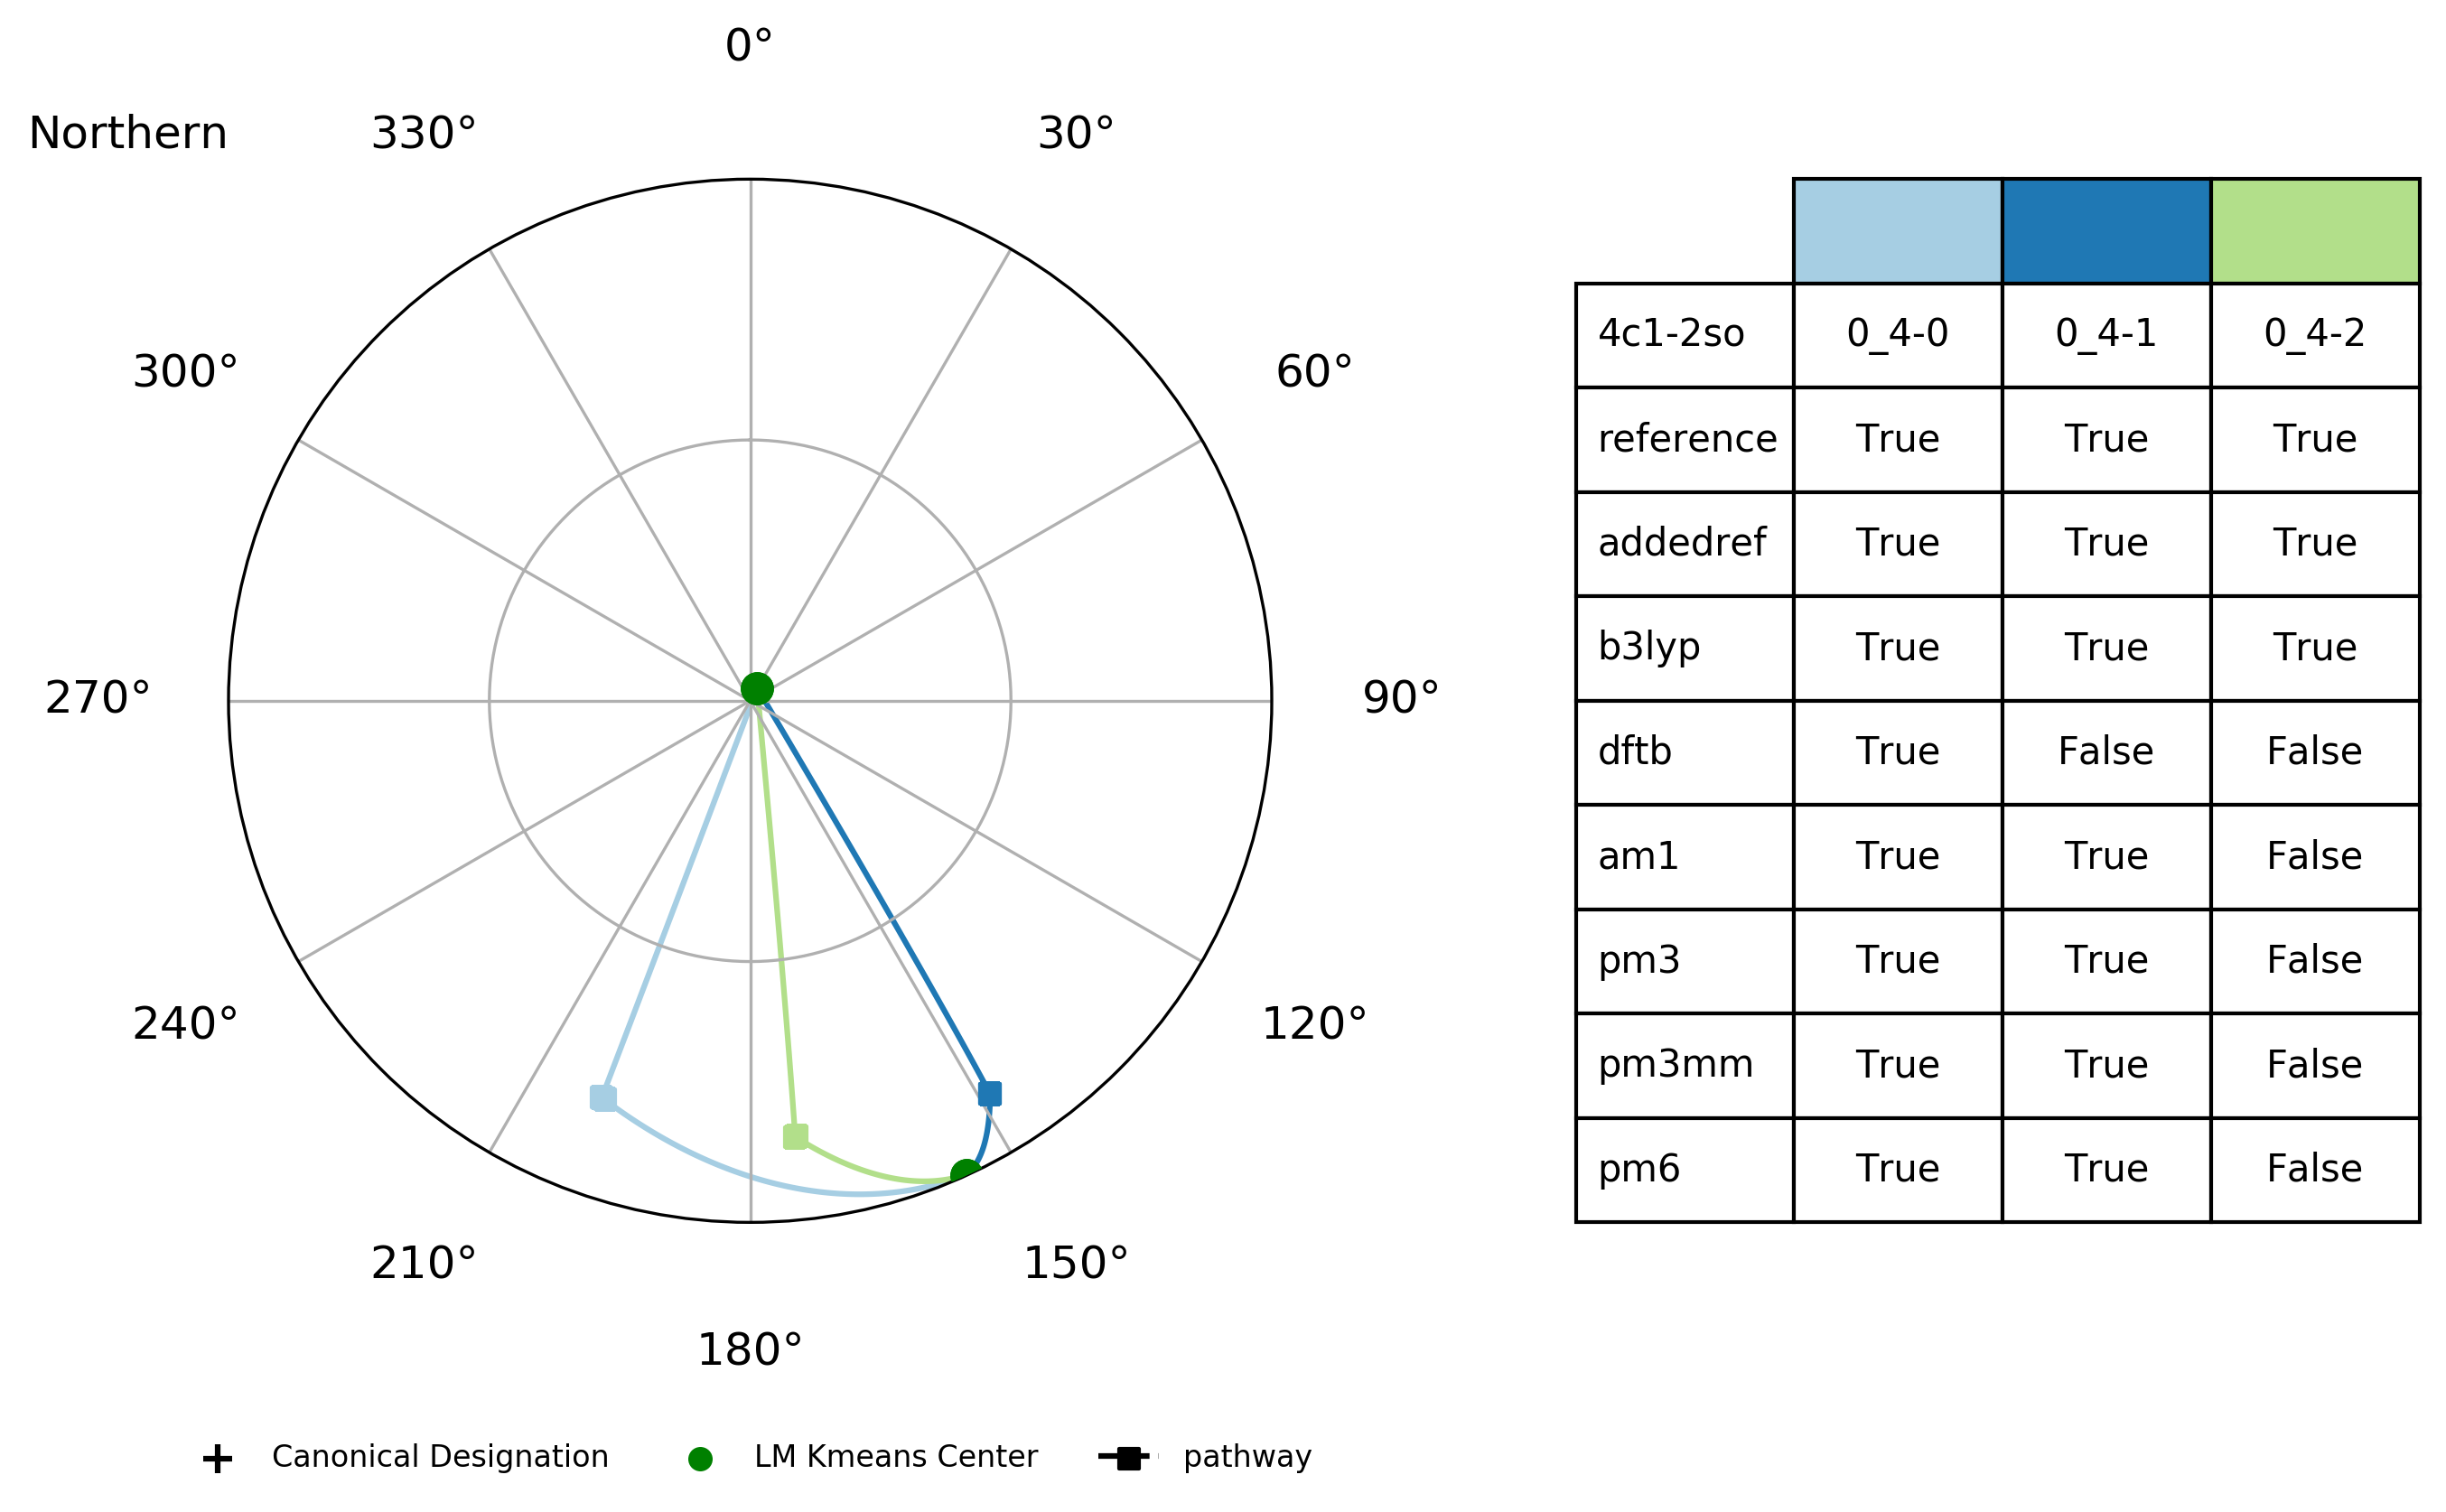 0°
Northern 330° 30°
300° 60°
270° 90°
240° 120°
210° 150°
180°
4c1-2so 0_4-0 0_4-1 0_4-2
reference True True True
addedref True True True
b3lyp True True True
dftb True False False
am1 True True False
pm3 True True False
pm3mm True True False
pm6 True True False
Canonical Designation LM Kmeans Center pathway